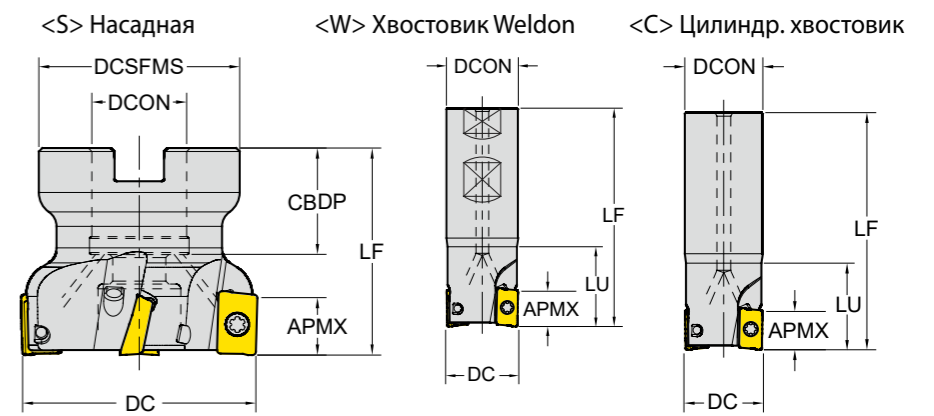 <S> Насадная
<W> Хвостовик Weldon
<C> Цилиндр. хвостовик
DCSFMS
DCON
CBDP
LF
APMX
DC
DCON
LF
LU
APMX
DC
DCON
LF
LU
APMX
DC